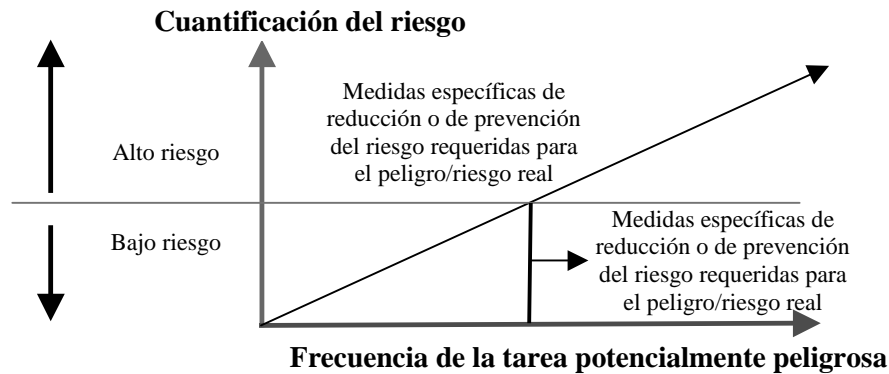 Cuantificación del riesgo
Medidas específicas de
reducción o de prevención
del riesgo requeridas para
el peligro/riesgo real
Alto riesgo
Bajo riesgo
Medidas específicas de
reducción o de prevención
del riesgo requeridas para
el peligro/riesgo real
Frecuencia de la tarea potencialmente peligrosa